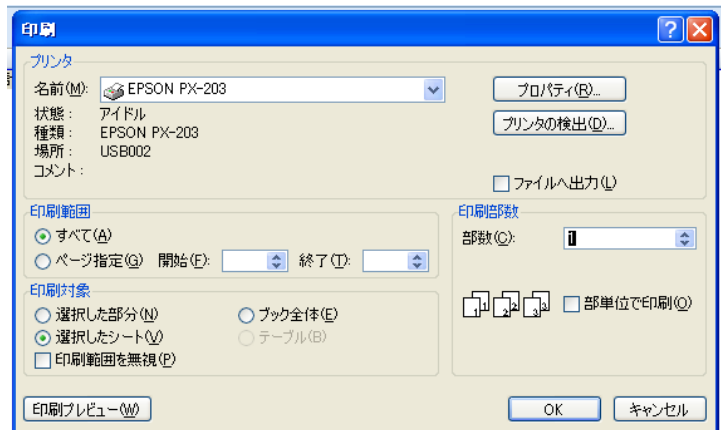 印刷
プリンタ
名前(M): EPSON PX-203
プロパティ(R)...
状態: アイドル
種類: EPSON PX-203
プリンタの検出(D)...
場所: USB002
コメント:
ファイルへ出力(L)
印刷範囲
すべて(A)
ページ指定(G) 開始(F): 終了(T):
印刷部数
部数(C): 1
部単位で印刷(O)
1 1 2 2 3 3
印刷対象
選択した部分(N) ブック全体(E)
選択したシート(V) テーブル(B)
印刷範囲を無視(P)
印刷プレビュー(W) OK キャンセル